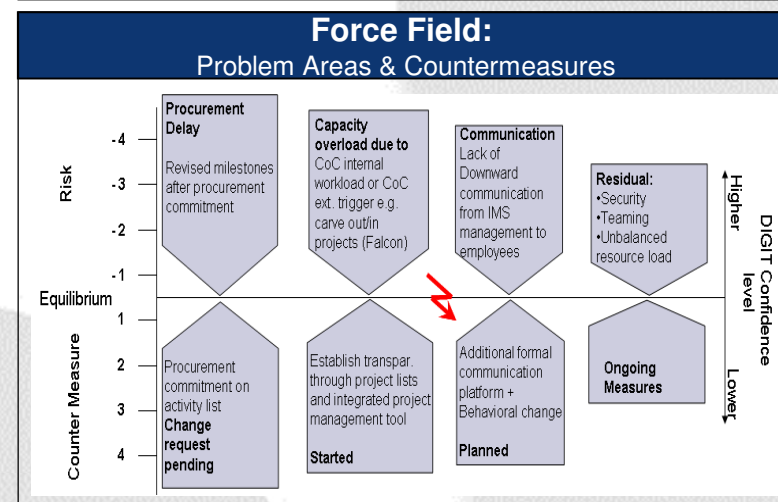 Force Field:
Problem Areas & Countermeasures
Risk
-4
-3
-2
-1
Equilibrium
1
2
3
4
Counter Measure
Procurement
Delay
Revised milestones
after procurement
commitment
Capacity
overload due to
CoC internal
workload or CoC
ext. trigger e.g.
carve out/in
projects (Falcon)
Communication
Lack of
Downward
communication
from IMS
management to
employees
Residual:
•Security
•Teaming
•Unbalanced
resource load
Procurement
commitment on
activity list
Change
request
pending
Establish transpar.
through project lists
and integrated project
management tool
Started
Additional formal
communication
platform +
Behavioral change
Planned
Ongoing
Measures
Higher
Lower
DIGIT Confidence
level